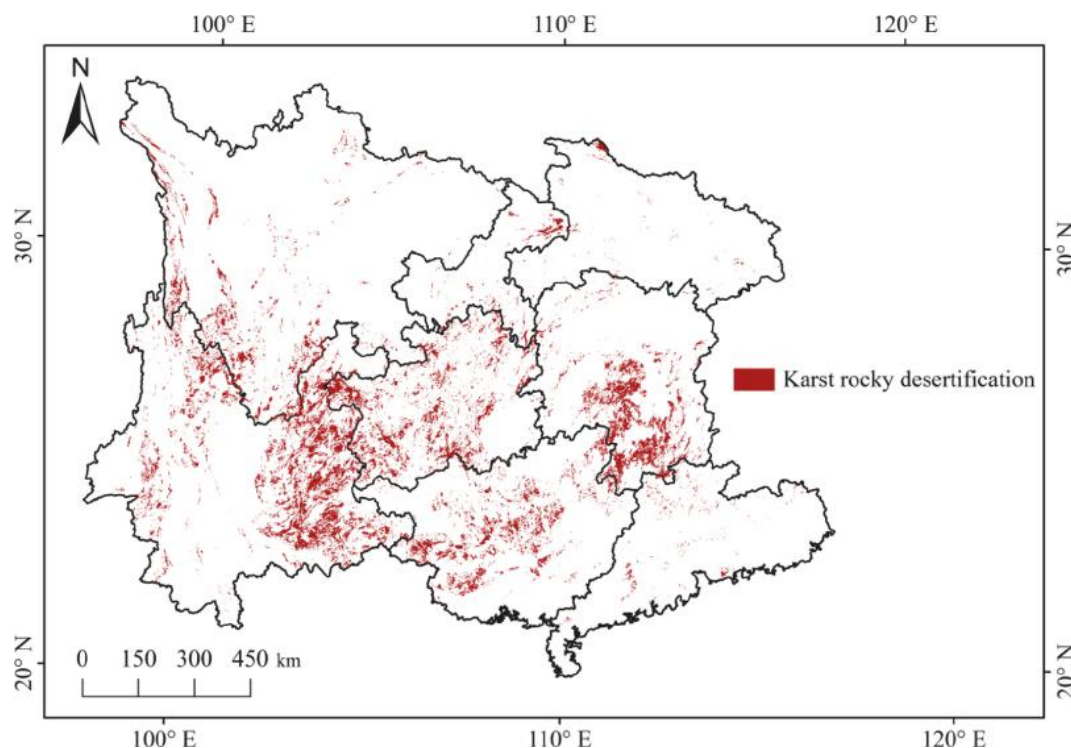 100° E 110° E 120° E
N
30° N 30° N
Karst rocky desertification
0 150 300 450 km
20° N 20° N
100° E 110° E 120° E